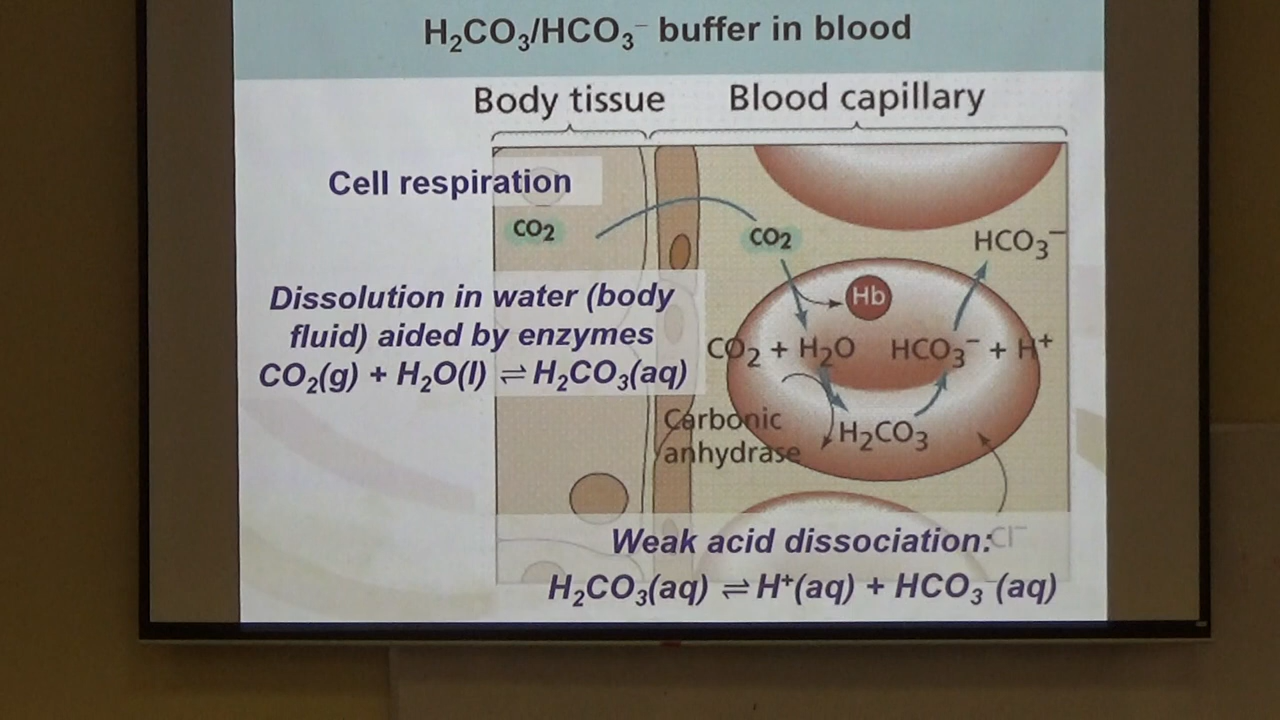 H₂CO₃/HCO₃⁻ buffer in blood
Body tissue
Blood capillary
Cell respiration
CO₂
CO₂
HCO₃⁻
Dissolution in water (body
fluid) aided by enzymes
CO₂(g) + H₂O(l) ⇌ H₂CO₃(aq)
Hb
CO₂ + H₂O
HCO₃⁻ + H⁺
Carbonic
anhydrase
H₂CO₃
Weak acid dissociation:
Cl⁻
H₂CO₃(aq) ⇌ H⁺(aq) + HCO₃⁻(aq)